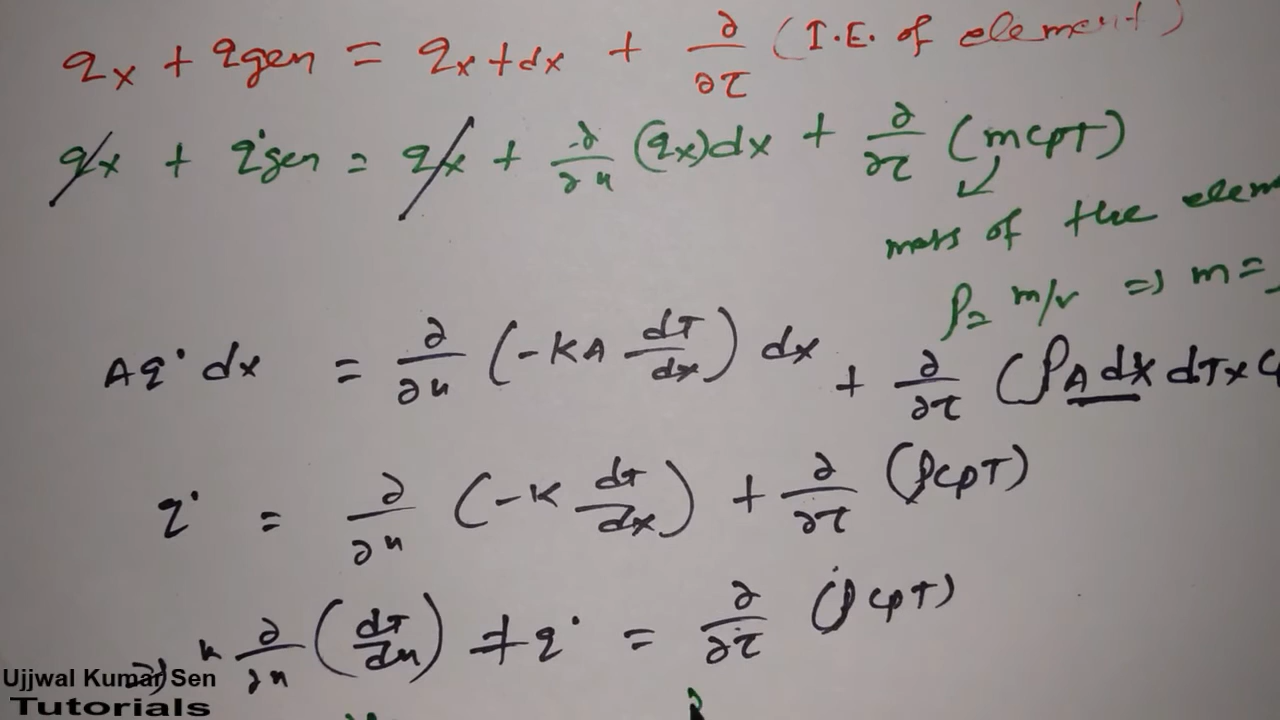 qx + qgen = qx+dx + ∂/∂τ (I.E. of element)
qx + q̇gen = qx + ∂/∂x (qx)dx + ∂/∂τ (mcpT)
mass of the elem
ρ = m/v => m =
A q̇ dx = ∂/∂x (-KA dT/dx) dx + ∂/∂τ (ρA dx dT x C
q̇ = ∂/∂x (-K dT/dx) + ∂/∂τ (ρcpT)
=> k ∂/∂x (dT/dx) + q̇ = ∂/∂τ (ρcpT)
Ujjwal Kumar Sen
Tutorials